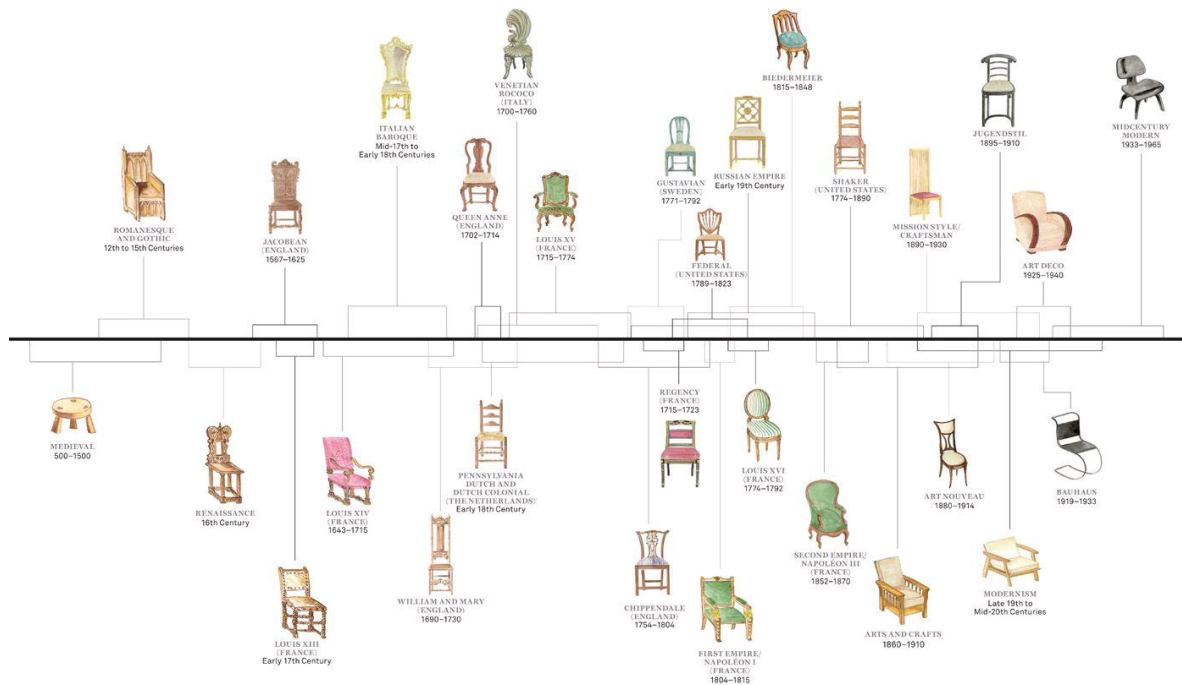 ROMANESQUE
AND GOTHIC
12th to 15th Centuries
JACOBEAN
(ENGLAND)
1567–1625
ITALIAN
BAROQUE
Mid-17th to
Early 18th Centuries
QUEEN ANNE
(ENGLAND)
1702–1714
VENETIAN
ROCOCO
(ITALY)
1700–1760
LOUIS XV
(FRANCE)
1715–1774
GUSTAVIAN
(SWEDEN)
1771–1792
FEDERAL
(UNITED STATES)
1789–1823
RUSSIAN EMPIRE
Early 19th Century
BIEDERMEIER
1815–1848
SHAKER
(UNITED STATES)
1774–1890
MISSION STYLE/
CRAFTSMAN
1890–1930
JUGENDSTIL
1895–1910
ART DECO
1925–1940
MIDCENTURY
MODERN
1933–1965
MEDIEVAL
500–1500
RENAISSANCE
16th Century
LOUIS XIII
(FRANCE)
Early 17th Century
LOUIS XIV
(FRANCE)
1643–1715
WILLIAM AND MARY
(ENGLAND)
1690–1730
PENNSYLVANIA
DUTCH AND
DUTCH COLONIAL
(THE NETHERLANDS)
Early 18th Century
CHIPPENDALE
(ENGLAND)
1754–1804
REGENCY
(FRANCE)
1715–1723
FIRST EMPIRE/
NAPOLÉON I
(FRANCE)
1804–1815
LOUIS XVI
(FRANCE)
1774–1792
SECOND EMPIRE/
NAPOLÉON III
(FRANCE)
1852–1870
ARTS AND CRAFTS
1860–1910
ART NOUVEAU
1880–1914
MODERNISM
Late 19th to
Mid-20th Centuries
BAUHAUS
1919–1933